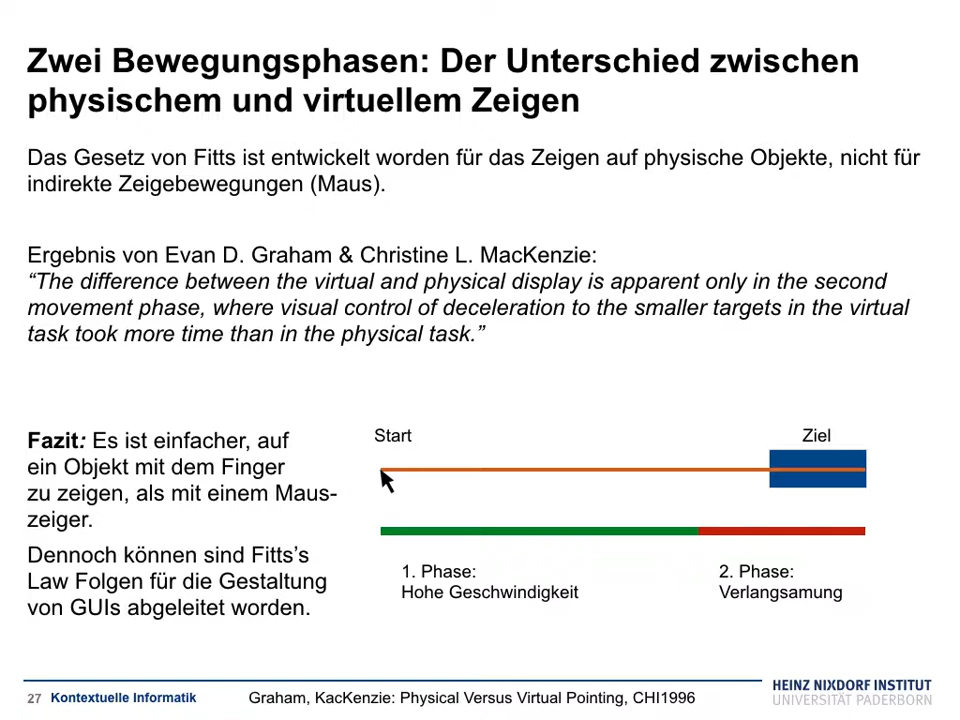 Zwei Bewegungsphasen: Der Unterschied zwischen
physischem und virtuellem Zeigen
Das Gesetz von Fitts ist entwickelt worden für das Zeigen auf physische Objekte, nicht für
indirekte Zeigebewegungen (Maus).
Ergebnis von Evan D. Graham & Christine L. MacKenzie:
“The difference between the virtual and physical display is apparent only in the second
movement phase, where visual control of deceleration to the smaller targets in the virtual
task took more time than in the physical task.”
Fazit: Es ist einfacher, auf
ein Objekt mit dem Finger
zu zeigen, als mit einem Maus-
zeiger.
Dennoch können sind Fitts’s
Law Folgen für die Gestaltung
von GUIs abgeleitet worden.
Start
Ziel
1. Phase:
Hohe Geschwindigkeit
2. Phase:
Verlangsamung
27 Kontextuelle Informatik
Graham, KacKenzie: Physical Versus Virtual Pointing, CHI1996
HEINZ NIXDORF INSTITUT
UNIVERSITÄT PADERBORN